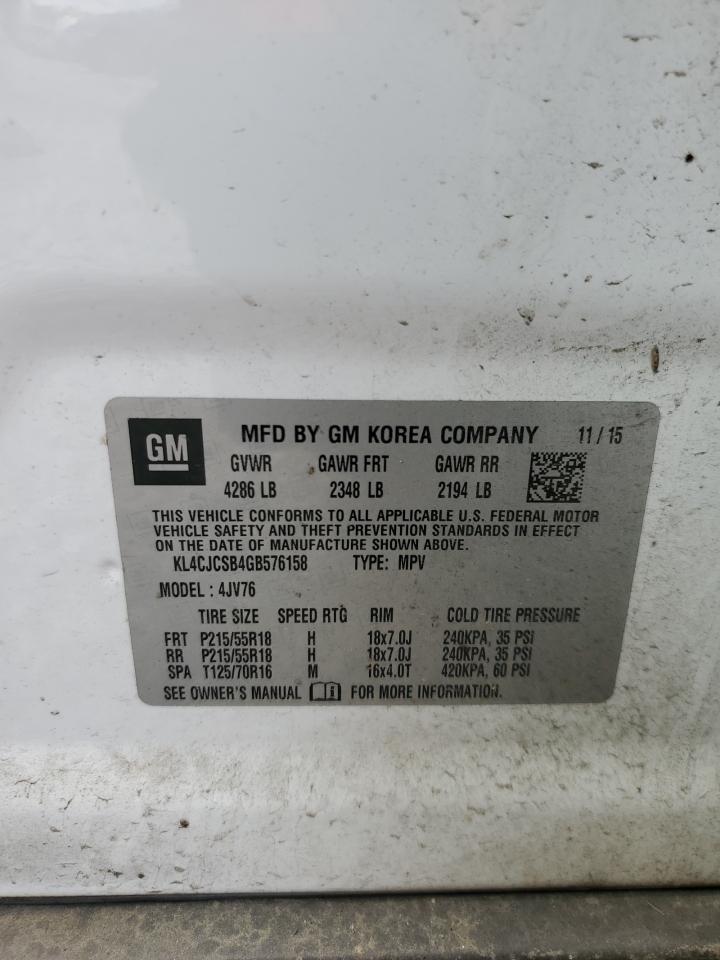 GM MFD BY GM KOREA COMPANY 11/15
GVWR GAWR FRT GAWR RR
4286 LB 2348 LB 2194 LB
THIS VEHICLE CONFORMS TO ALL APPLICABLE U.S. FEDERAL MOTOR
VEHICLE SAFETY AND THEFT PREVENTION STANDARDS IN EFFECT
ON THE DATE OF MANUFACTURE SHOWN ABOVE.
KL4CJCSB4GB576158 TYPE: MPV
MODEL : 4JV76
TIRE SIZE SPEED RTG RIM COLD TIRE PRESSURE
FRT P215/55R18 H 18x7.0J 240KPA, 35 PSI
RR P215/55R18 H 18x7.0J 240KPA, 35 PSI
SPA T125/70R16 M 16x4.0T 420KPA, 60 PSI
SEE OWNER'S MANUAL i FOR MORE INFORMATION.